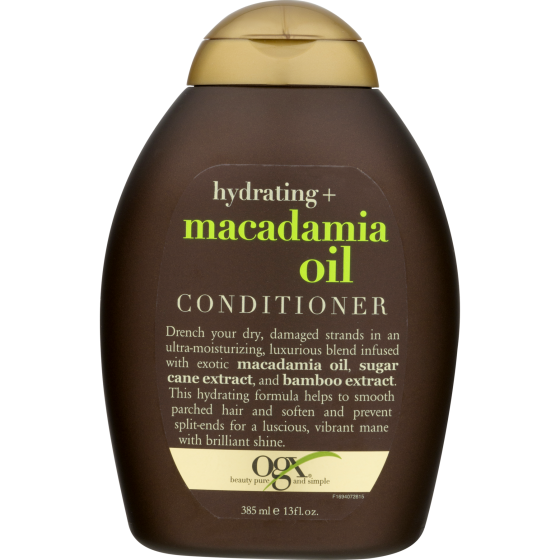 hydrating +
macadamia
oil
CONDITIONER
Drench your dry, damaged strands in an
ultra-moisturizing, luxurious blend infused
with exotic macadamia oil, sugar
cane extract, and bamboo extract.
This hydrating formula helps to smooth
parched hair and soften and prevent
split-ends for a luscious, vibrant mane
with brilliant shine.
ogx®
beauty pure and simple
385 ml e 13fl.oz.